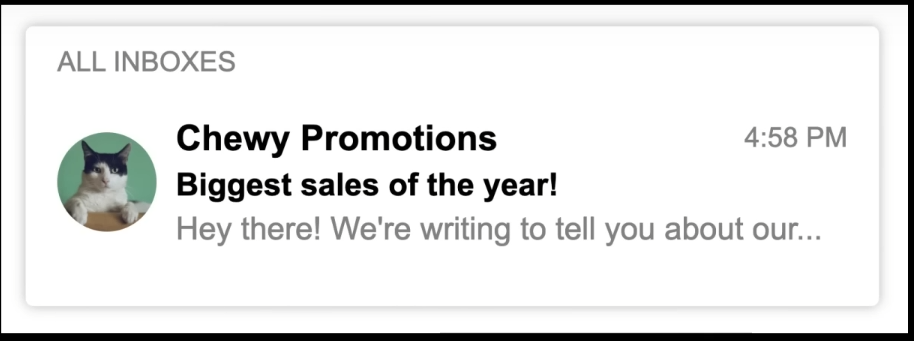 ALL INBOXES
Chewy Promotions 4:58 PM
Biggest sales of the year!
Hey there! We're writing to tell you about our...